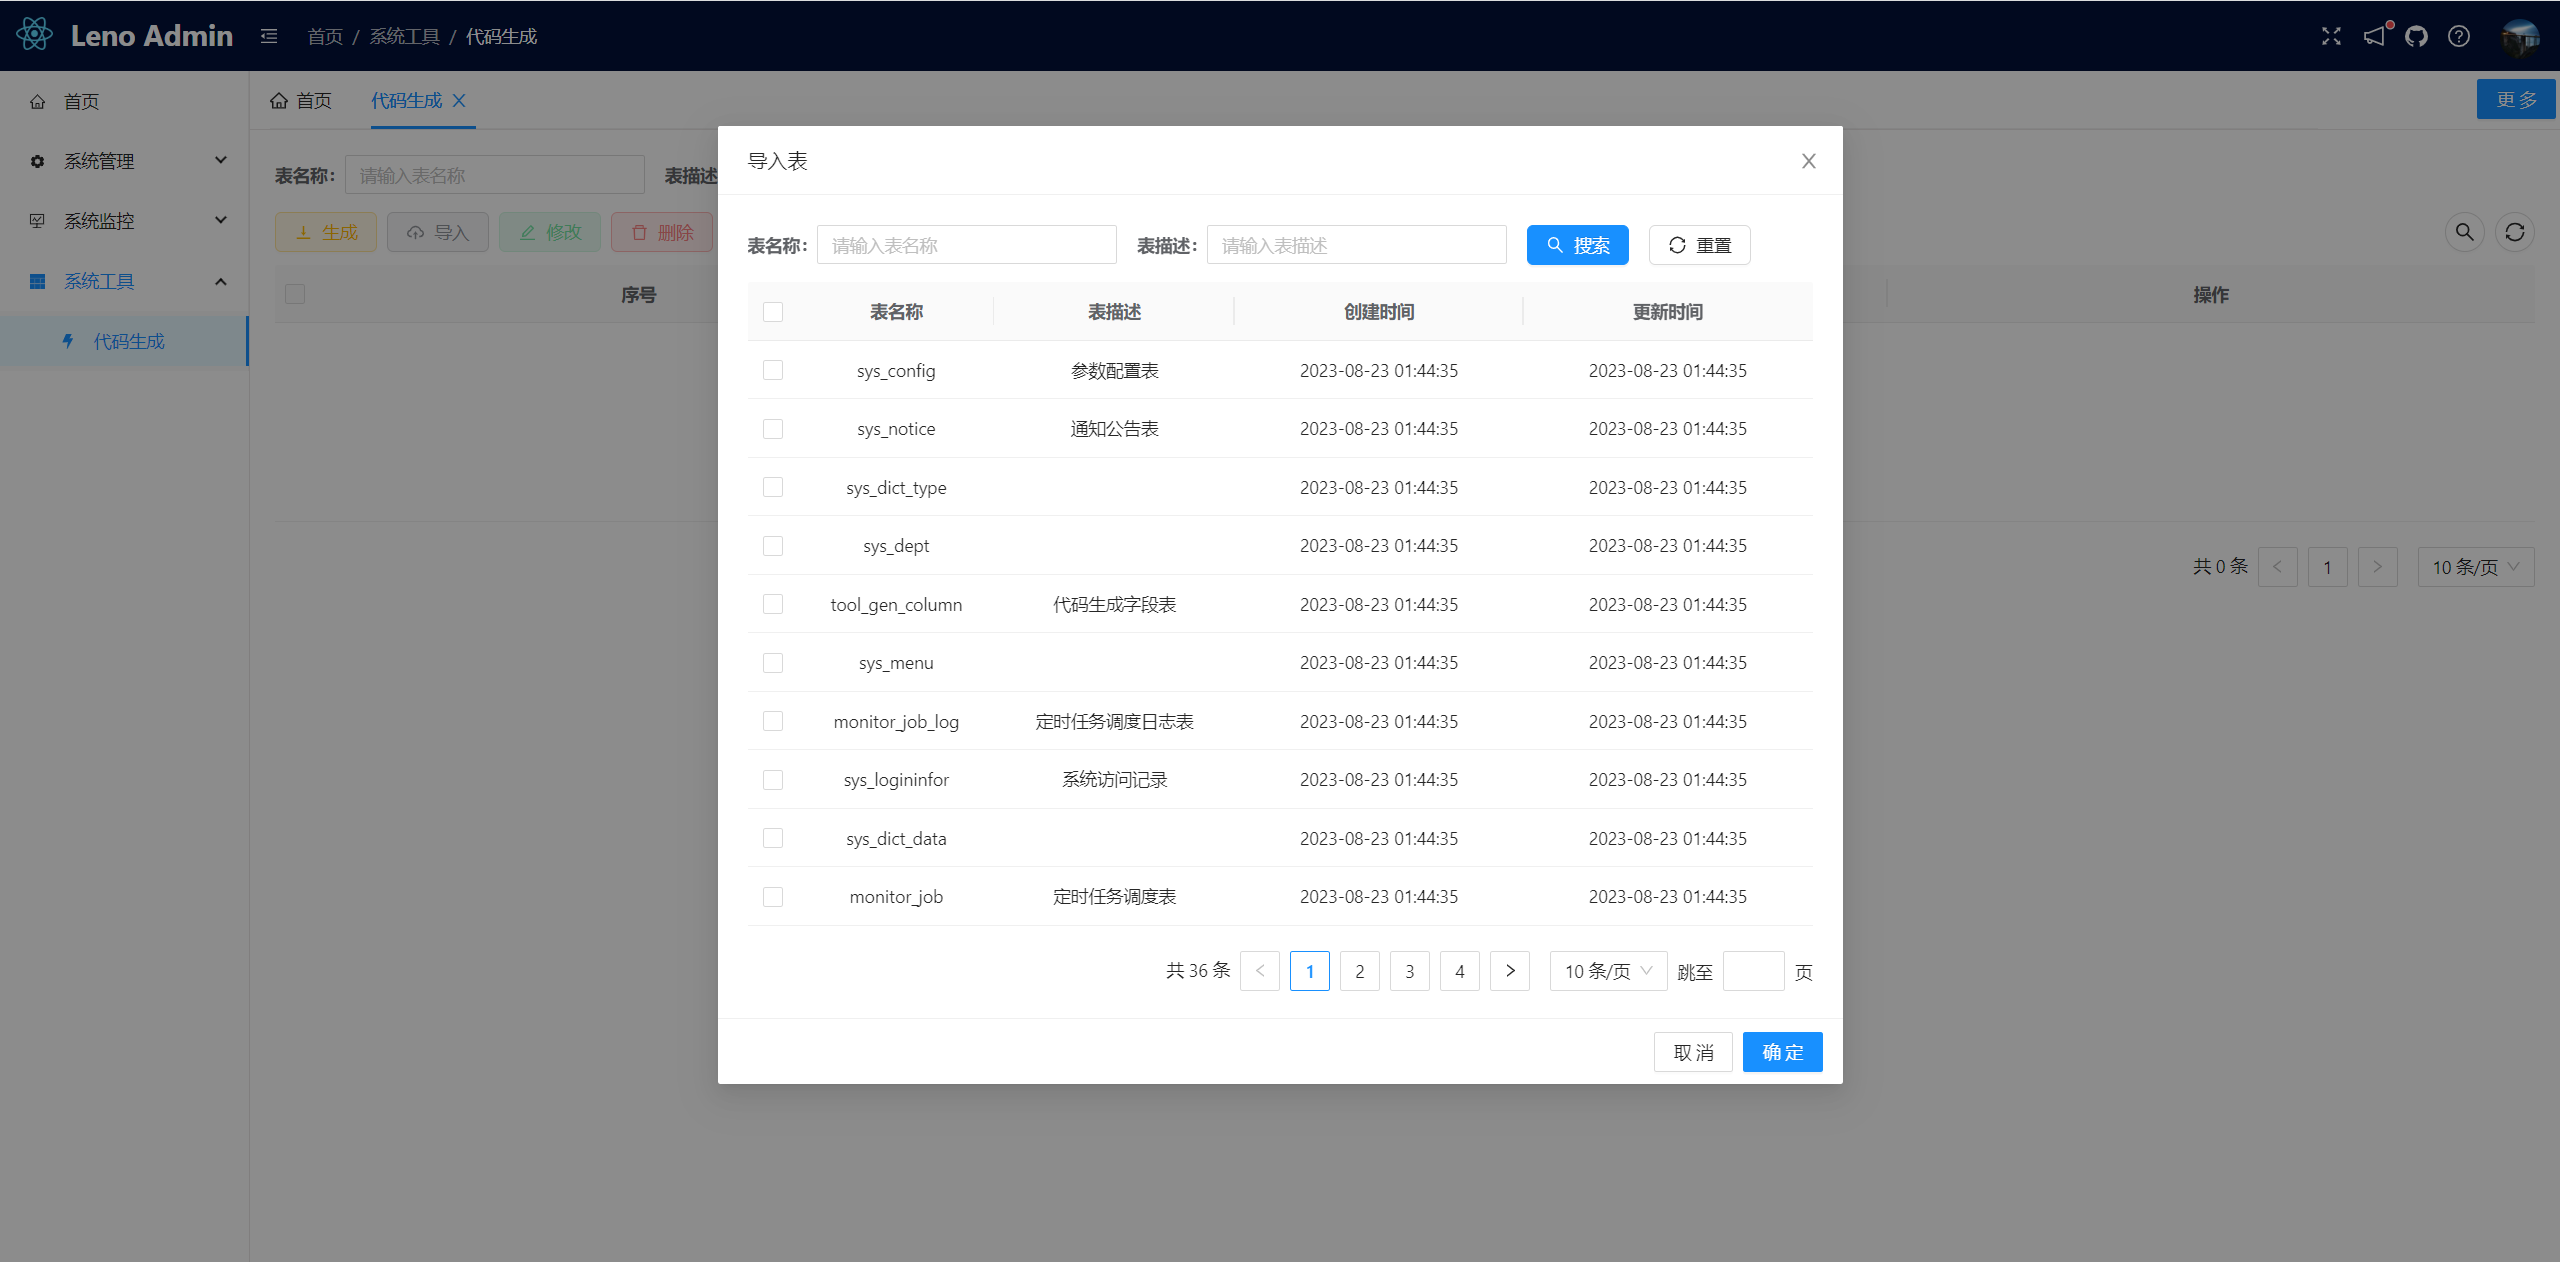 Leno Admin 首页 / 系统工具 / 代码生成
首页
系统管理
系统监控
系统工具
代码生成
首页 代码生成 更多
表名称: 请输入表名称 表描述
生成 导入 修改 删除
序号 操作
共 0 条 < 1 > 10 条/页
导入表
表名称: 请输入表名称 表描述: 请输入表描述 搜索 重置
表名称 表描述 创建时间 更新时间
sys_config 参数配置表 2023-08-23 01:44:35 2023-08-23 01:44:35
sys_notice 通知公告表 2023-08-23 01:44:35 2023-08-23 01:44:35
sys_dict_type 2023-08-23 01:44:35 2023-08-23 01:44:35
sys_dept 2023-08-23 01:44:35 2023-08-23 01:44:35
tool_gen_column 代码生成字段表 2023-08-23 01:44:35 2023-08-23 01:44:35
sys_menu 2023-08-23 01:44:35 2023-08-23 01:44:35
monitor_job_log 定时任务调度日志表 2023-08-23 01:44:35 2023-08-23 01:44:35
sys_logininfor 系统访问记录 2023-08-23 01:44:35 2023-08-23 01:44:35
sys_dict_data 2023-08-23 01:44:35 2023-08-23 01:44:35
monitor_job 定时任务调度表 2023-08-23 01:44:35 2023-08-23 01:44:35
共 36 条 < 1 2 3 4 > 10 条/页 跳至 页
取消 确定